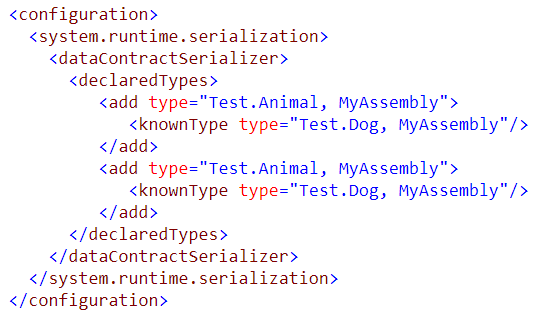 <configuration>
  <system.runtime.serialization>
    <dataContractSerializer>
      <declaredTypes>
         <add type="Test.Animal, MyAssembly">
            <knownType type="Test.Dog, MyAssembly"/>
         </add>
         <add type="Test.Animal, MyAssembly">
            <knownType type="Test.Dog, MyAssembly"/>
         </add>
      </declaredTypes>
    </dataContractSerializer>
  </system.runtime.serialization>
</configuration>